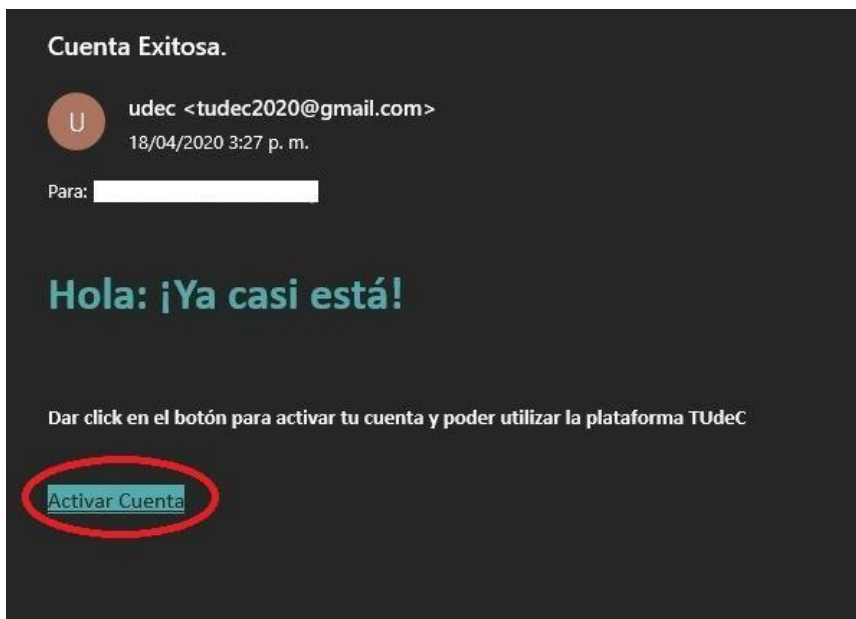 Cuenta Exitosa.
U
udec <tudec2020@gmail.com>
18/04/2020 3:27 p. m.
Para:
Hola: ¡Ya casi está!
Dar click en el botón para activar tu cuenta y poder utilizar la plataforma TUdeC
Activar Cuenta